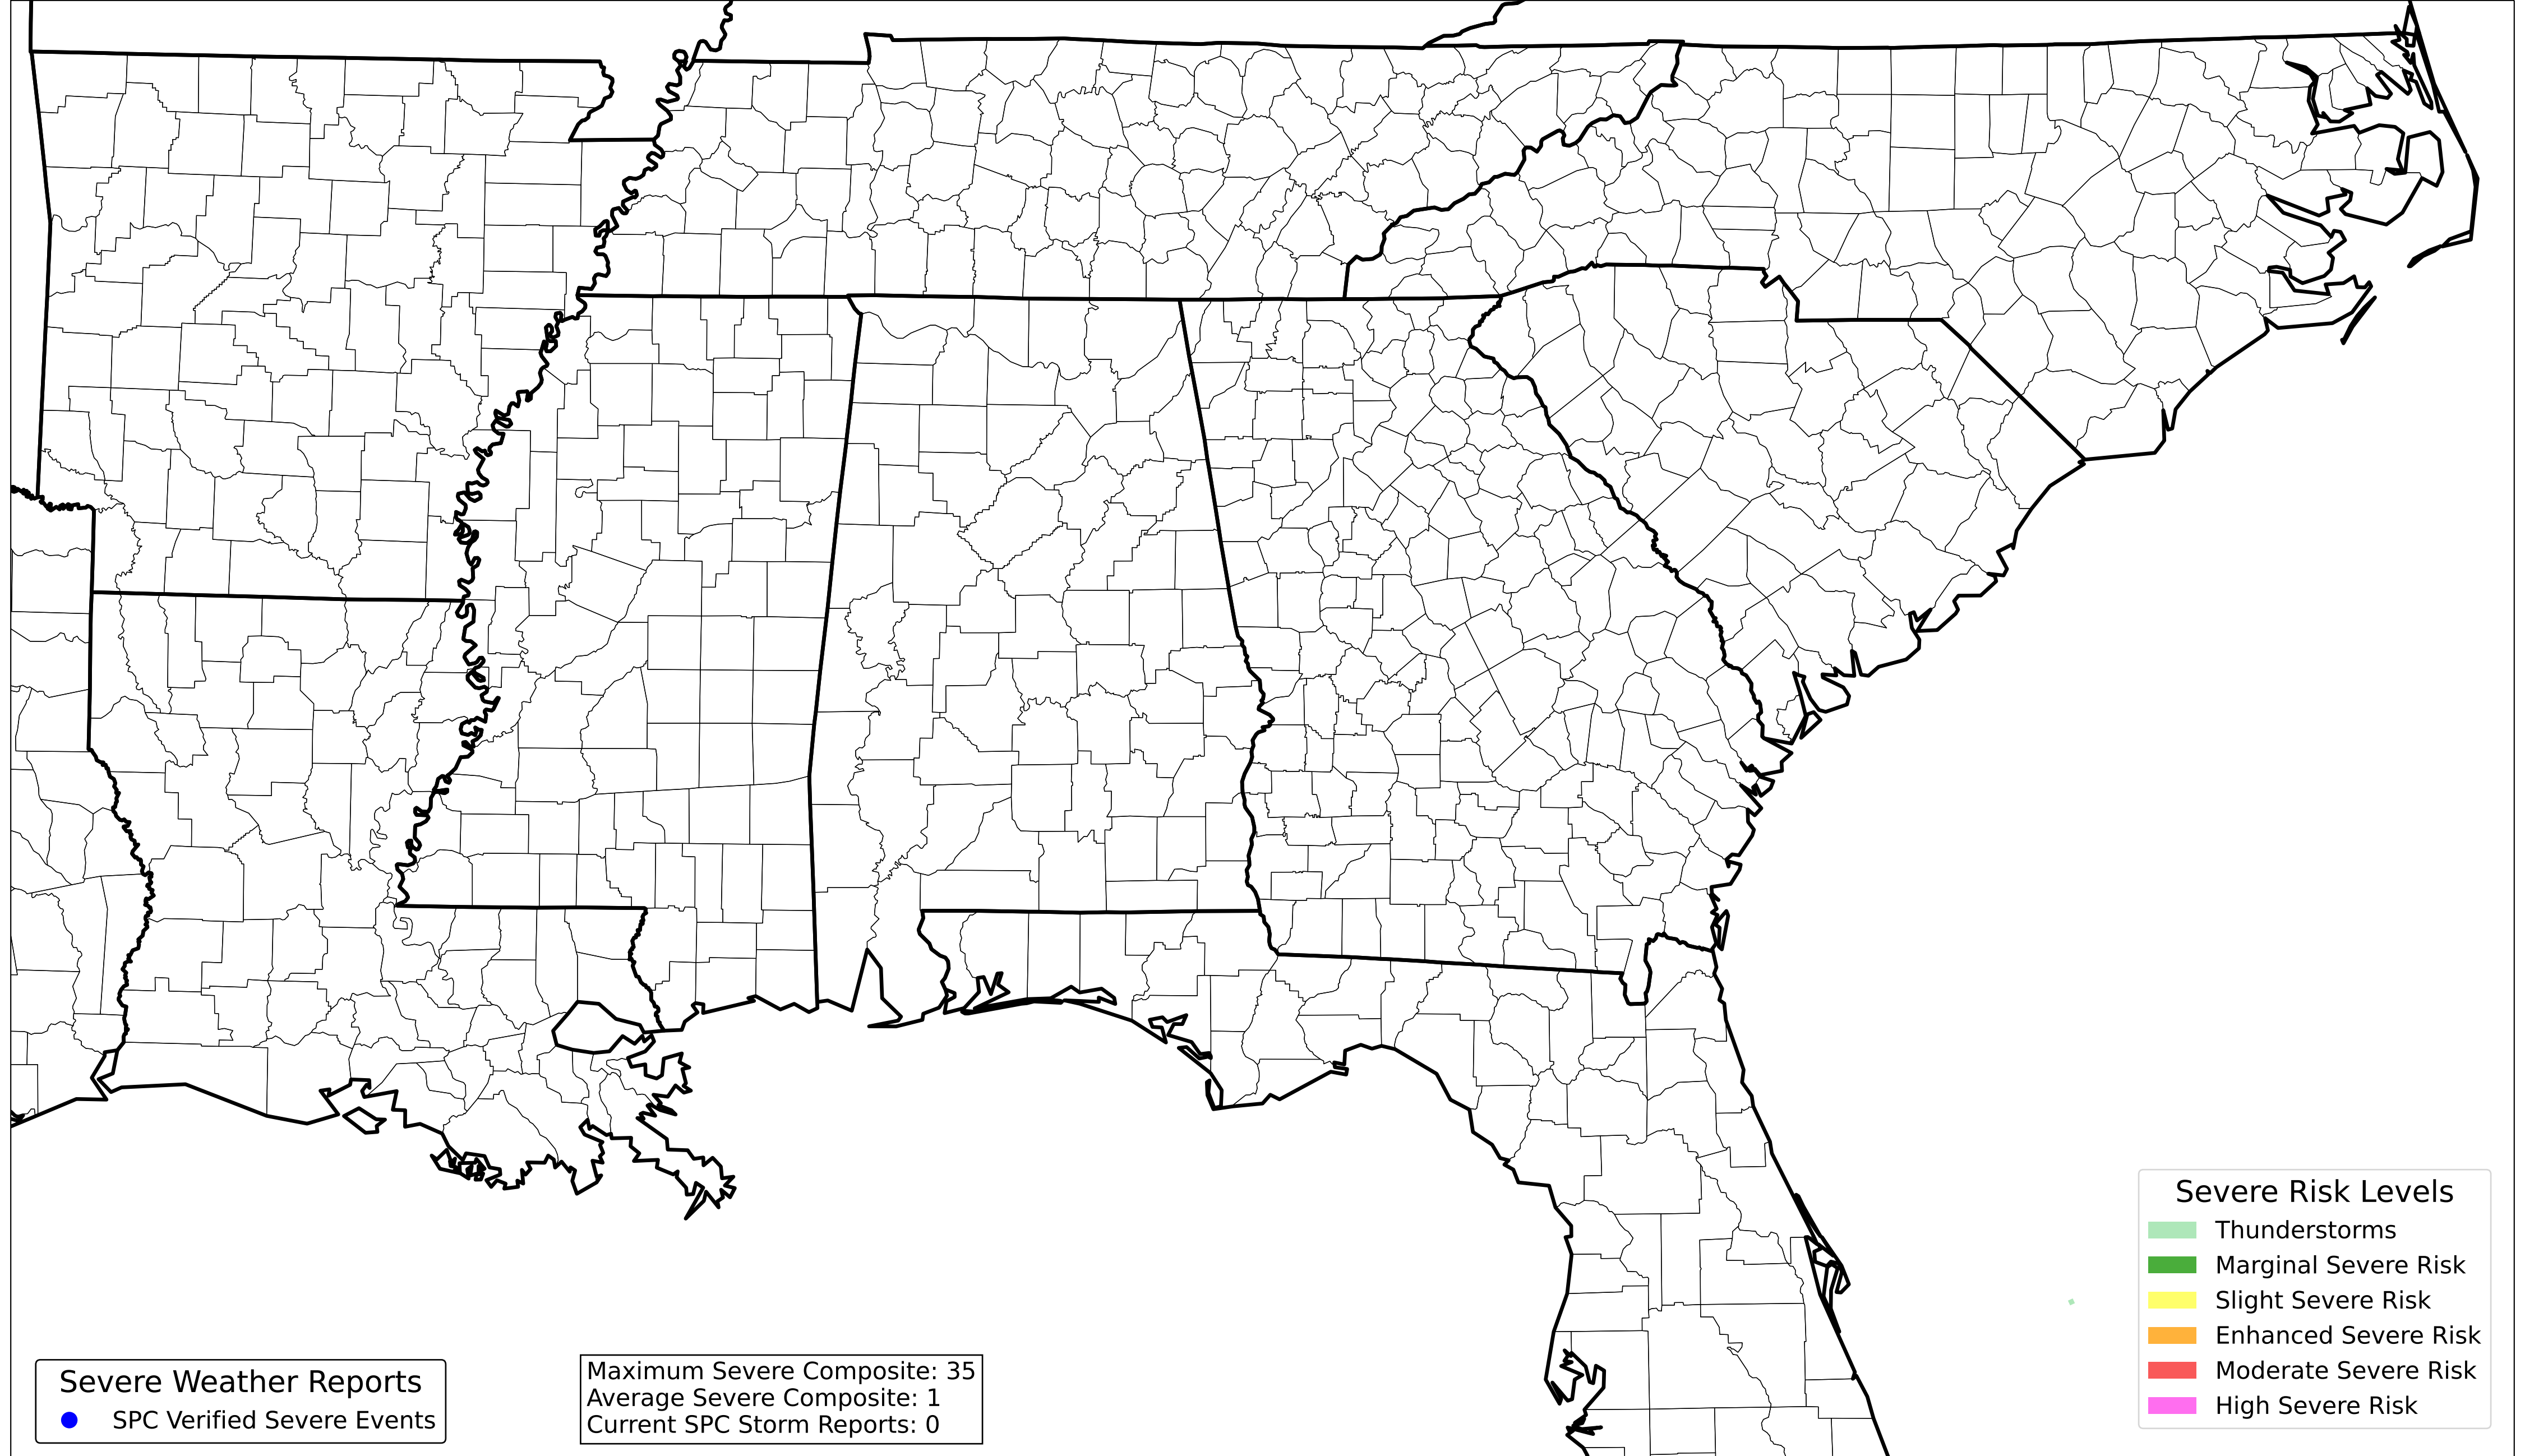 Severe Weather Reports
SPC Verified Severe Events
Maximum Severe Composite: 35
Average Severe Composite: 1
Current SPC Storm Reports: 0
Severe Risk Levels
Thunderstorms
Marginal Severe Risk
Slight Severe Risk
Enhanced Severe Risk
Moderate Severe Risk
High Severe Risk